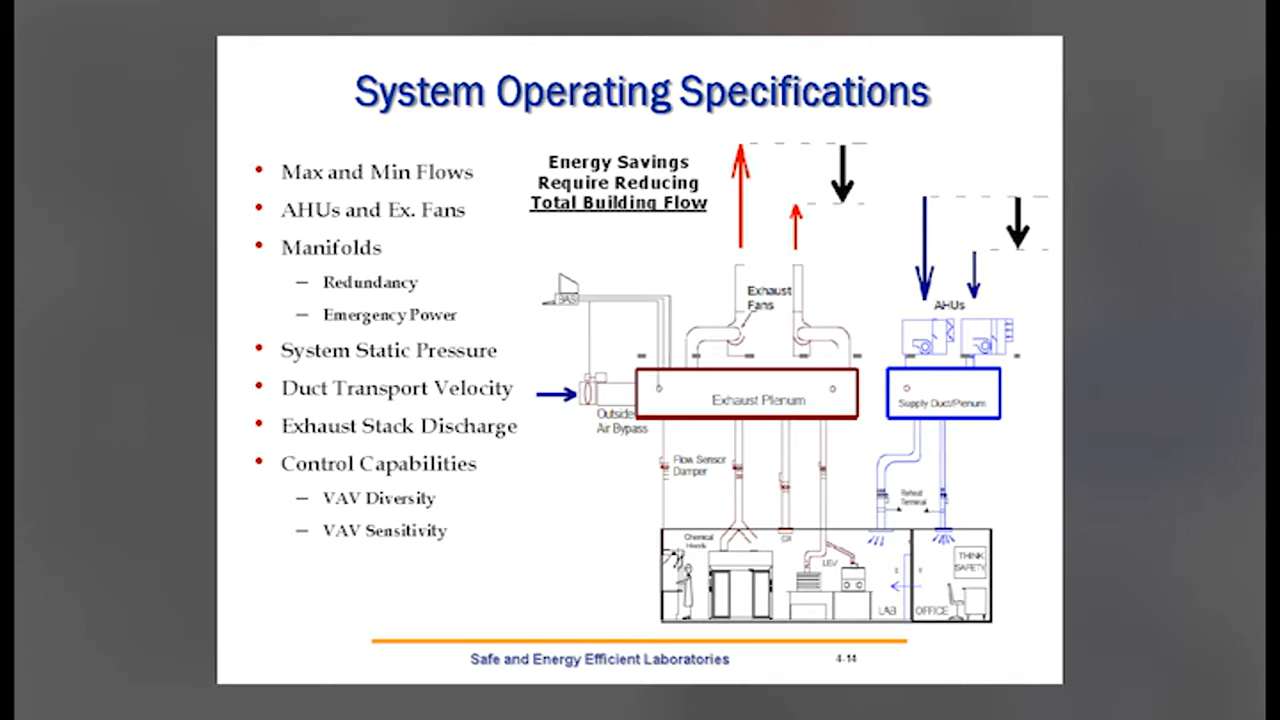 System Operating Specifications
• Max and Min Flows
• AHUs and Ex. Fans
• Manifolds
– Redundancy
– Emergency Power
• System Static Pressure
• Duct Transport Velocity
• Exhaust Stack Discharge
• Control Capabilities
– VAV Diversity
– VAV Sensitivity
Energy Savings
Require Reducing
Total Building Flow
Exhaust
Fans
AHUs
BAS
Exhaust Plenum
Supply Duct/Plenum
Outside
Air Bypass
Flow Sensor
Damper
Reheat
Terminal
Chemical
Hoods
GX
LEV
THINK
SAFETY
LAB
OFFICE
Safe and Energy Efficient Laboratories
4-14